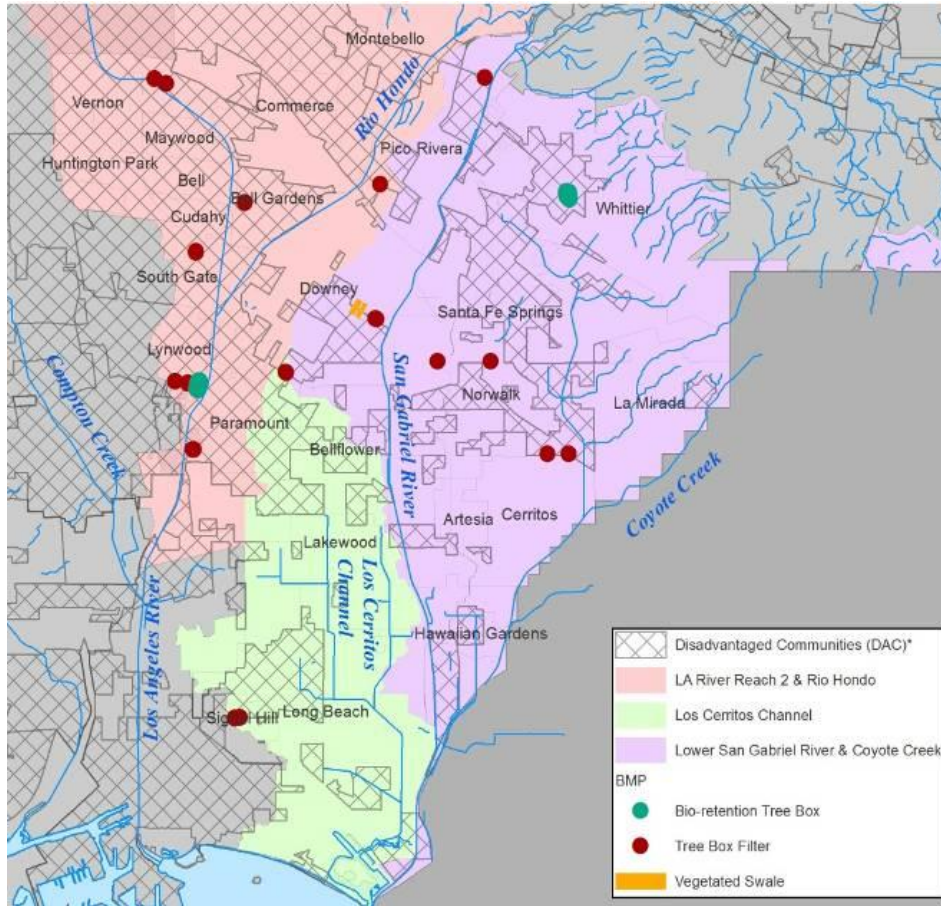 Montebello
Vernon
Commerce
Rio Hondo
Maywood
Pico Rivera
Huntington Park
Bell
Bell Gardens
Whittier
Cudahy
South Gate
Downey
Santa Fe Springs
Lynwood
San Gabriel River
Compton Creek
Norwalk
La Mirada
Paramount
Bellflower
Coyote Creek
Artesia
Cerritos
Lakewood
Los Cerritos
Channel
Los Angeles River
Hawaiian Gardens
Signal Hill
Long Beach
Disadvantaged Communities (DAC)*
LA River Reach 2 & Rio Hondo
Los Cerritos Channel
Lower San Gabriel River & Coyote Creek
BMP
Bio-retention Tree Box
Tree Box Filter
Vegetated Swale